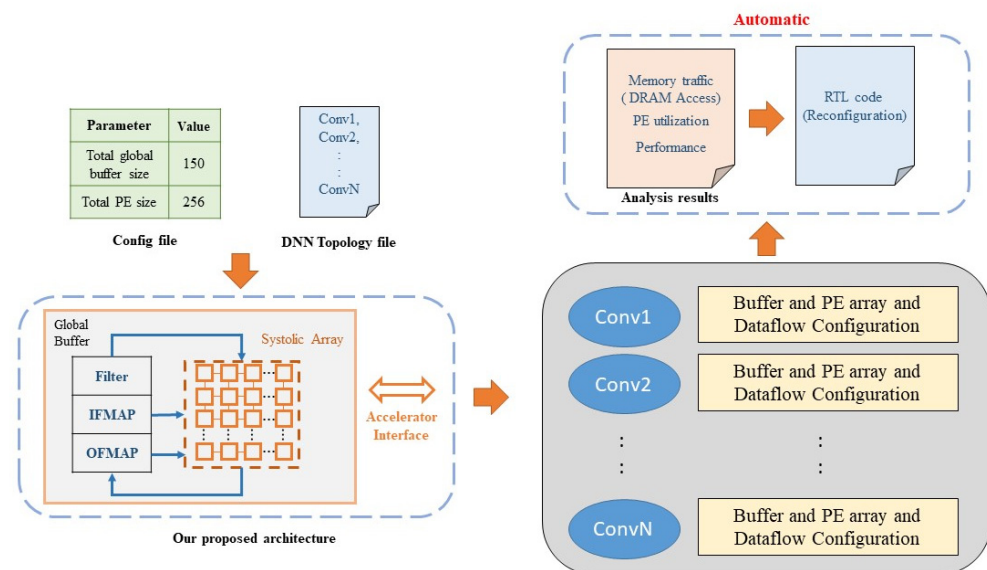 Parameter Value
Total global
buffer size
150
Total PE size 256
Config file
Conv1,
Conv2,
:
:
ConvN
DNN Topology file
Global
Buffer
Systolic Array
Filter
IFMAP
OFMAP
Accelerator
Interface
Our proposed architecture
Automatic
Memory traffic
( DRAM Access)
PE utilization
Performance
Analysis results
RTL code
(Reconfiguration)
Conv1
Buffer and PE array and
Dataflow Configuration
Conv2
Buffer and PE array and
Dataflow Configuration
: :
: :
ConvN
Buffer and PE array and
Dataflow Configuration